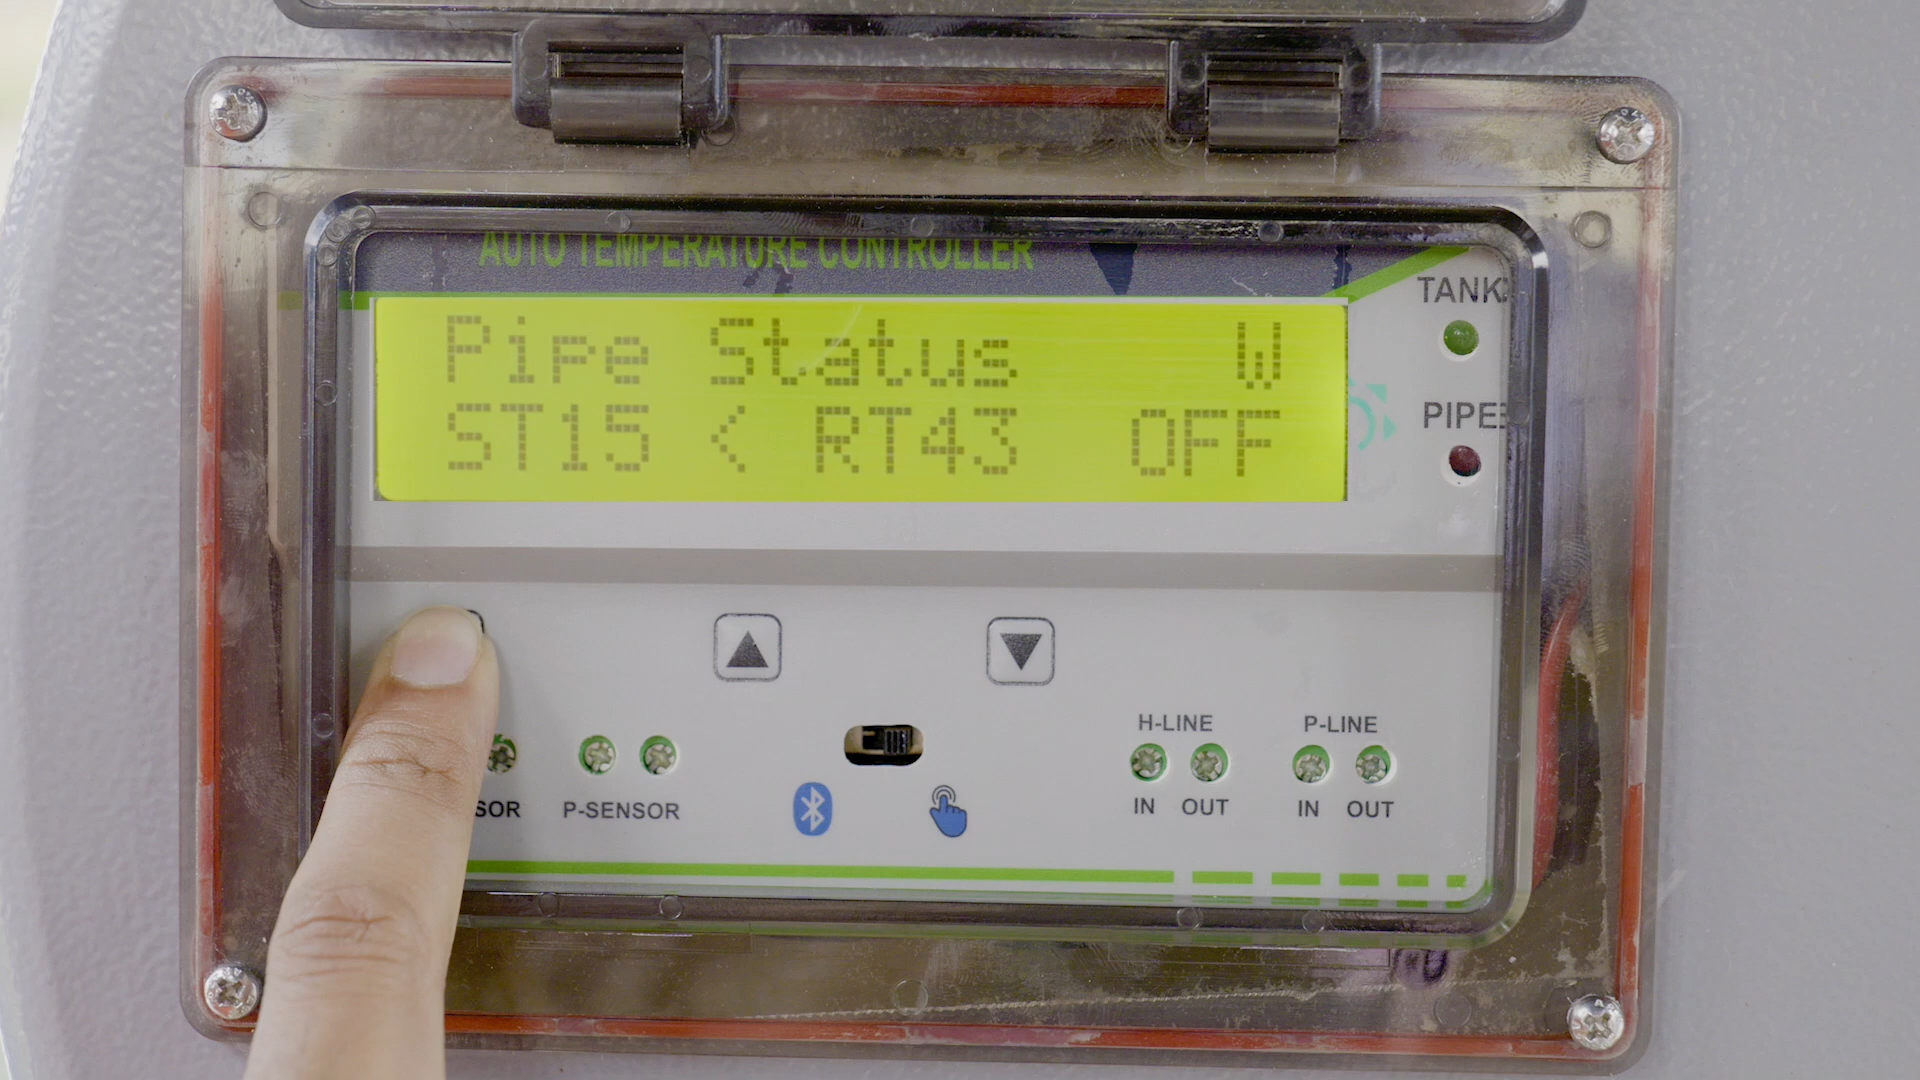 AUTO TEMPERATURE CONTROLLER
TANK
Pipe Status W
ST15 < RT43 OFF
PIPE
H-LINE P-LINE
SOR P-SENSOR IN OUT IN OUT